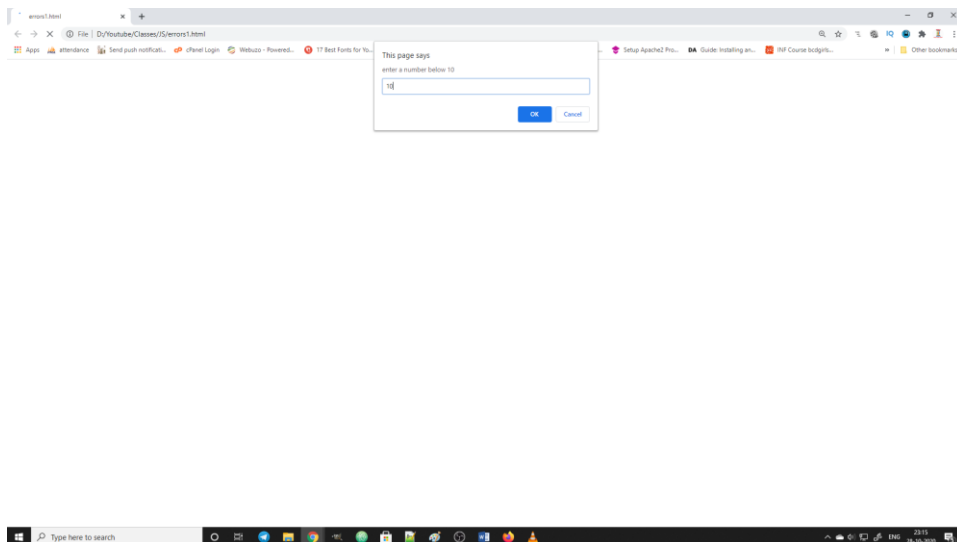 errors1.html
File | D:/Youtube/Classes/JS/errors1.html
Apps attendance Send push notificati... cPanel Login Webuzo - Powered... 17 Best Fonts for Yo... Setup Apache2 Pro... DA Guide: Installing an... INF Course bcdgirls... » Other bookmarks
This page says
enter a number below 10
10
OK Cancel
Type here to search
ENG 23:15